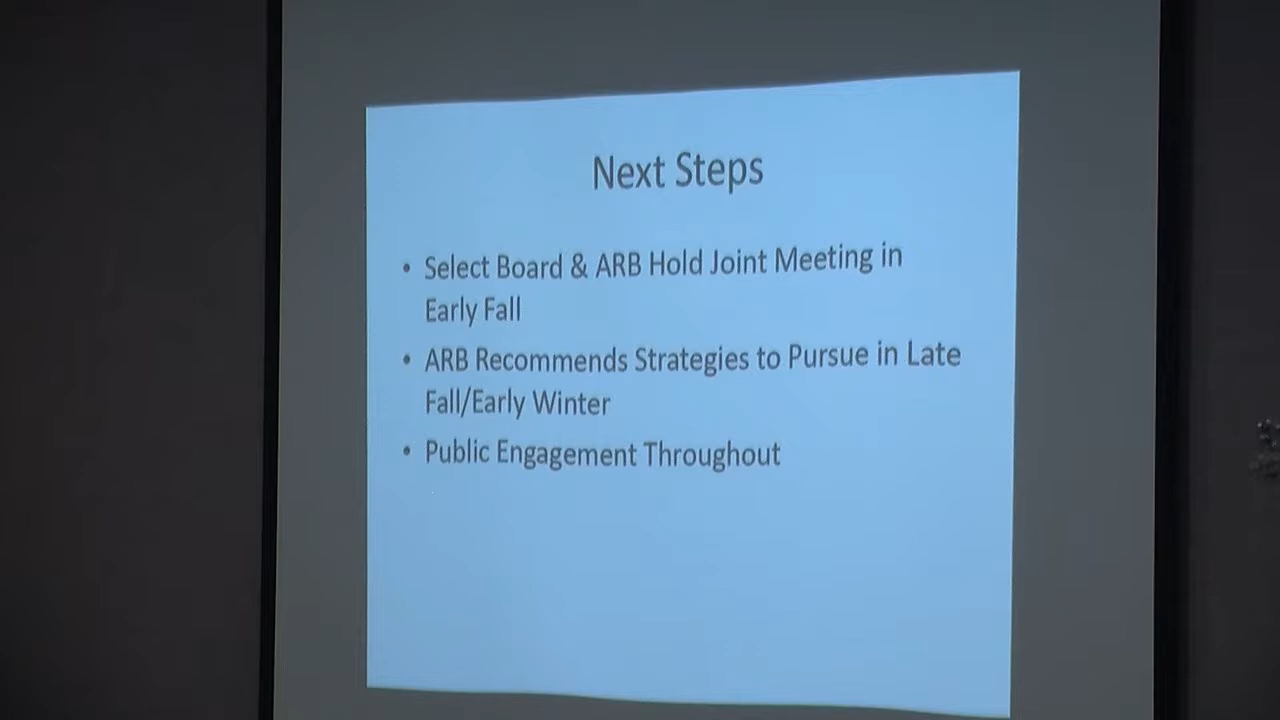 Next Steps
• Select Board & ARB Hold Joint Meeting in
Early Fall
• ARB Recommends Strategies to Pursue in Late
Fall/Early Winter
• Public Engagement Throughout